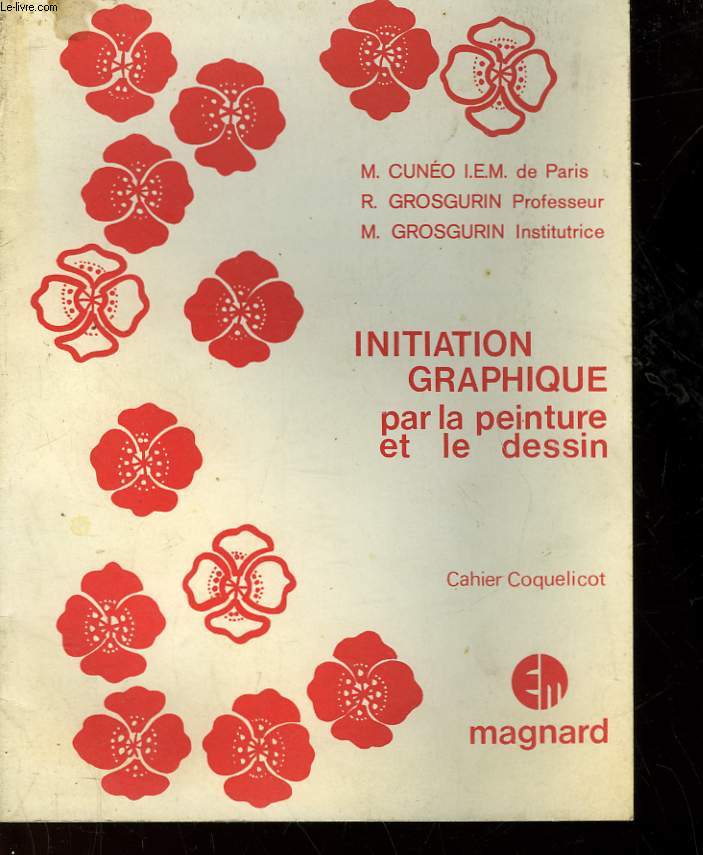 Le-livre.com
M. CUNÉO I.E.M. de Paris
R. GROSGURIN Professeur
M. GROSGURIN Institutrice
INITIATION
GRAPHIQUE
par la peinture
et le dessin
Cahier Coquelicot
Em
magnard